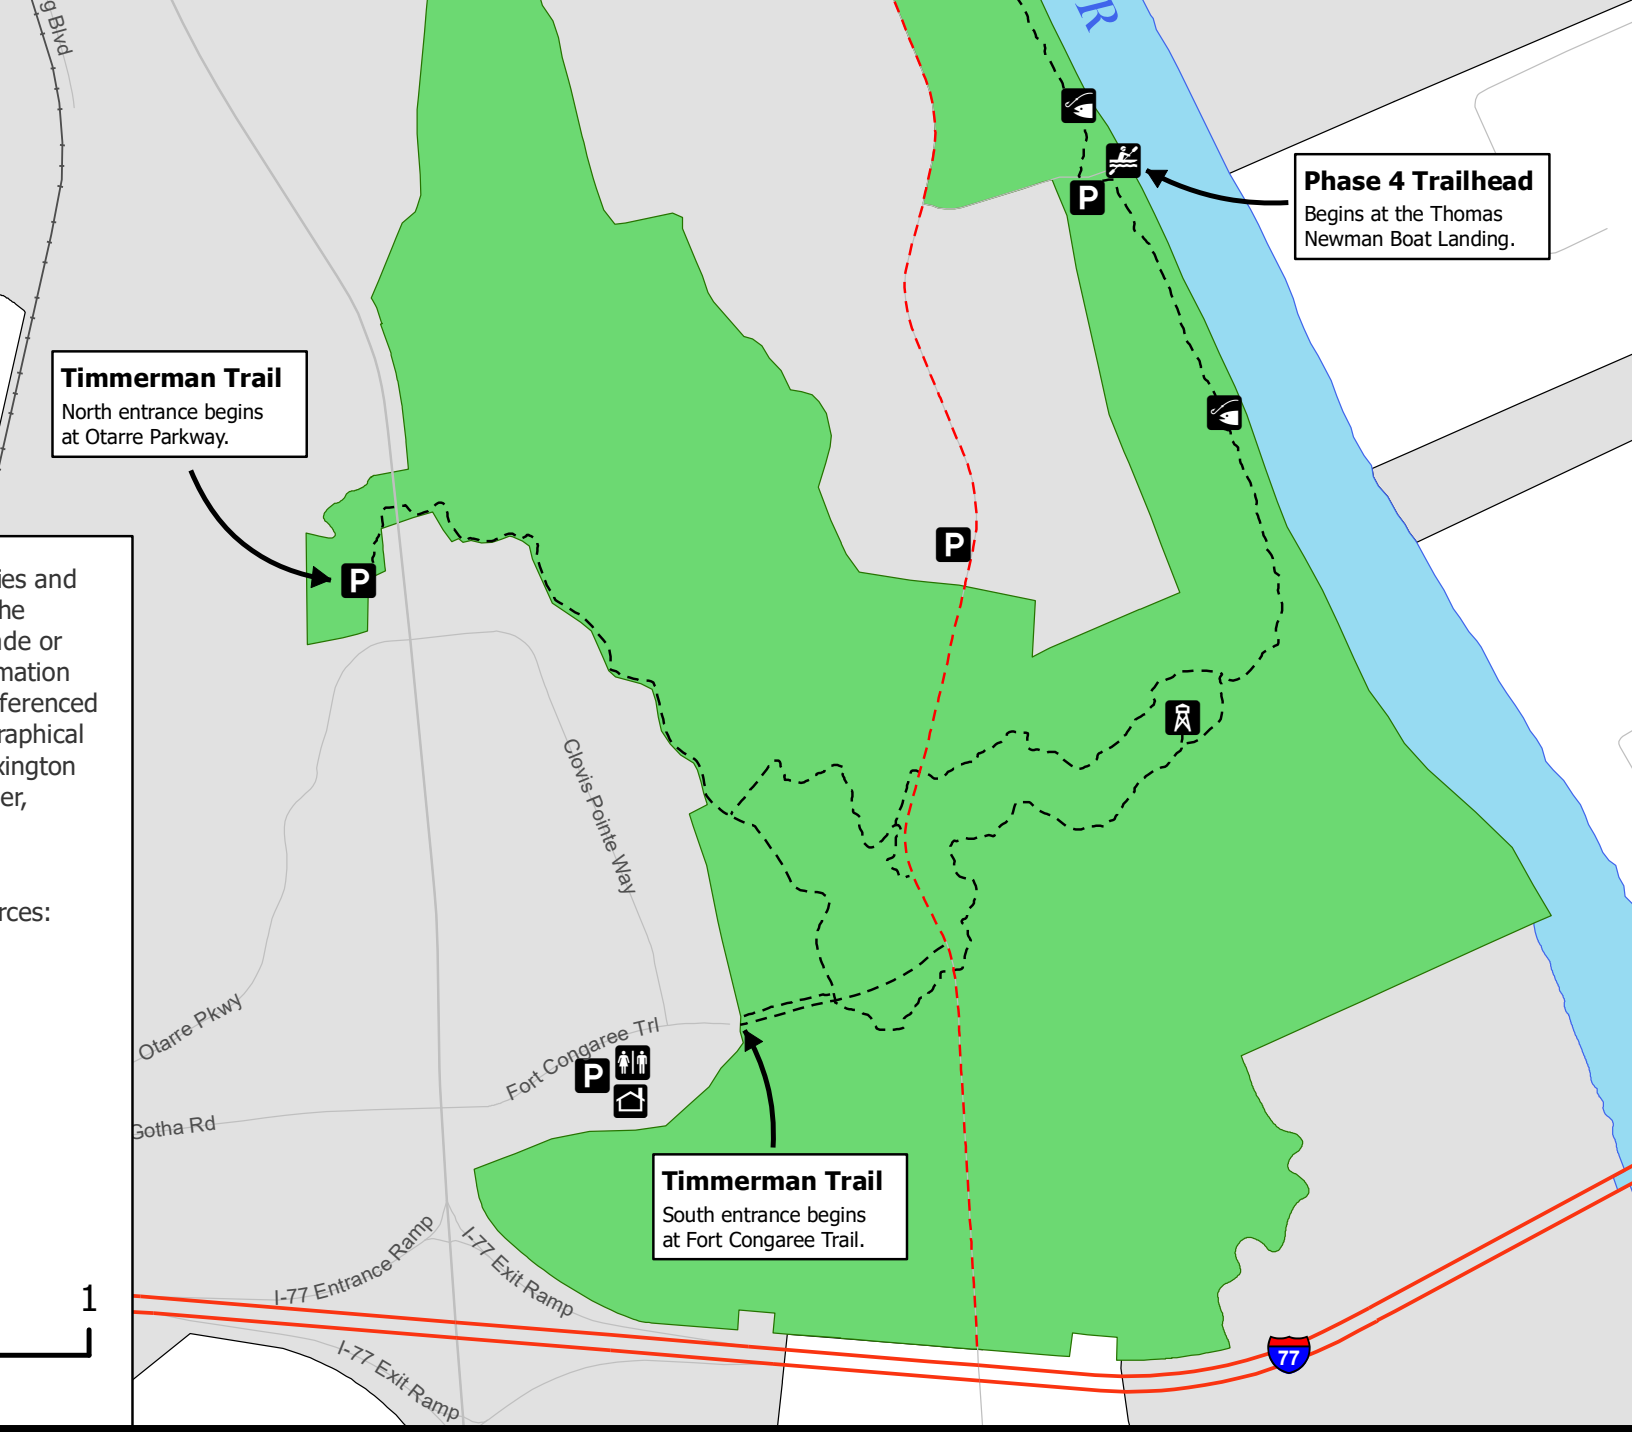 g Blvd
R
Phase 4 Trailhead
Begins at the Thomas
Newman Boat Landing.
P
Timmerman Trail
North entrance begins
at Otarre Parkway.
P
P
ies and
he
de or
mation
ferenced
raphical
xington
er,
rces:
1
Clovis Pointe Way
Otarre Pkwy
Fort Congaree Trl
P
Gotha Rd
Timmerman Trail
South entrance begins
at Fort Congaree Trail.
I-77 Entrance Ramp
I-77 Exit Ramp
I-77 Exit Ramp
77